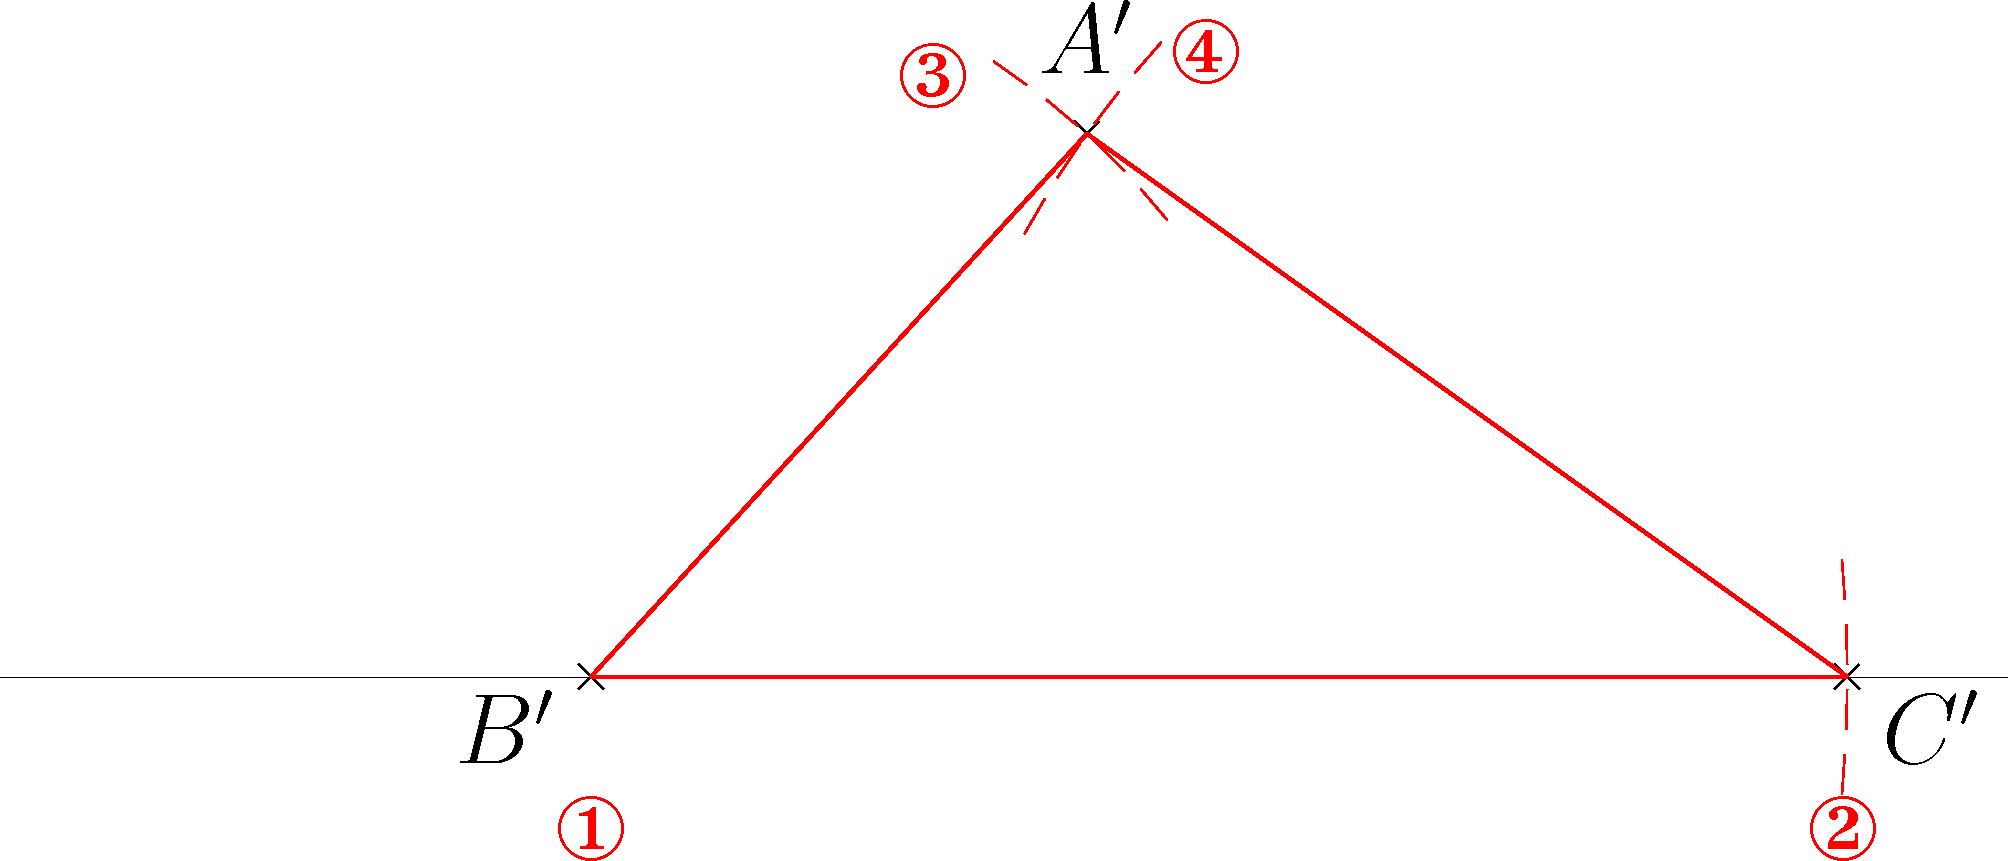 ③ A′ ④
B′ C′
① ②